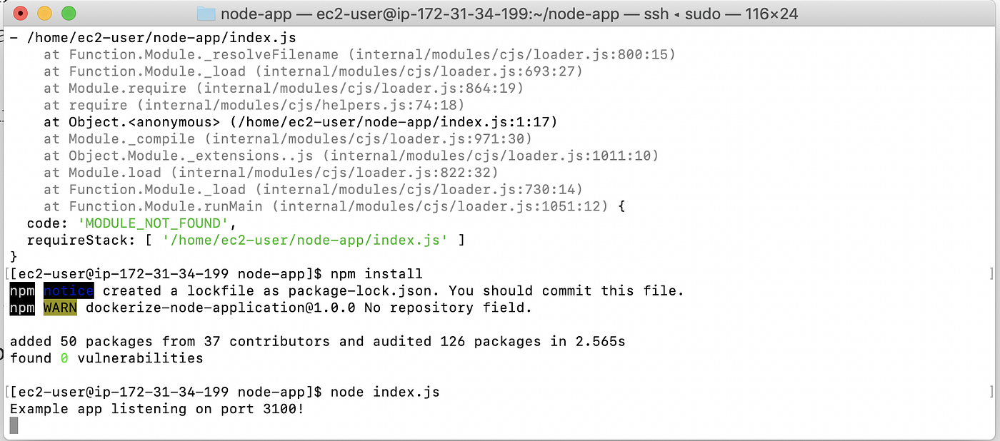 node-app — ec2-user@ip-172-31-34-199:~/node-app — ssh ◂ sudo — 116×24
- /home/ec2-user/node-app/index.js
    at Function.Module._resolveFilename (internal/modules/cjs/loader.js:800:15)
    at Function.Module._load (internal/modules/cjs/loader.js:693:27)
    at Module.require (internal/modules/cjs/loader.js:864:19)
    at require (internal/modules/cjs/helpers.js:74:18)
    at Object.<anonymous> (/home/ec2-user/node-app/index.js:1:17)
    at Module._compile (internal/modules/cjs/loader.js:971:30)
    at Object.Module._extensions..js (internal/modules/cjs/loader.js:1011:10)
    at Module.load (internal/modules/cjs/loader.js:822:32)
    at Function.Module._load (internal/modules/cjs/loader.js:730:14)
    at Function.Module.runMain (internal/modules/cjs/loader.js:1051:12) {
  code: 'MODULE_NOT_FOUND',
  requireStack: [ '/home/ec2-user/node-app/index.js' ]
}
[[ec2-user@ip-172-31-34-199 node-app]$ npm install ]
npm notice created a lockfile as package-lock.json. You should commit this file.
npm WARN dockerize-node-application@1.0.0 No repository field.
added 50 packages from 37 contributors and audited 126 packages in 2.565s
found 0 vulnerabilities
[[ec2-user@ip-172-31-34-199 node-app]$ node index.js ]
Example app listening on port 3100!